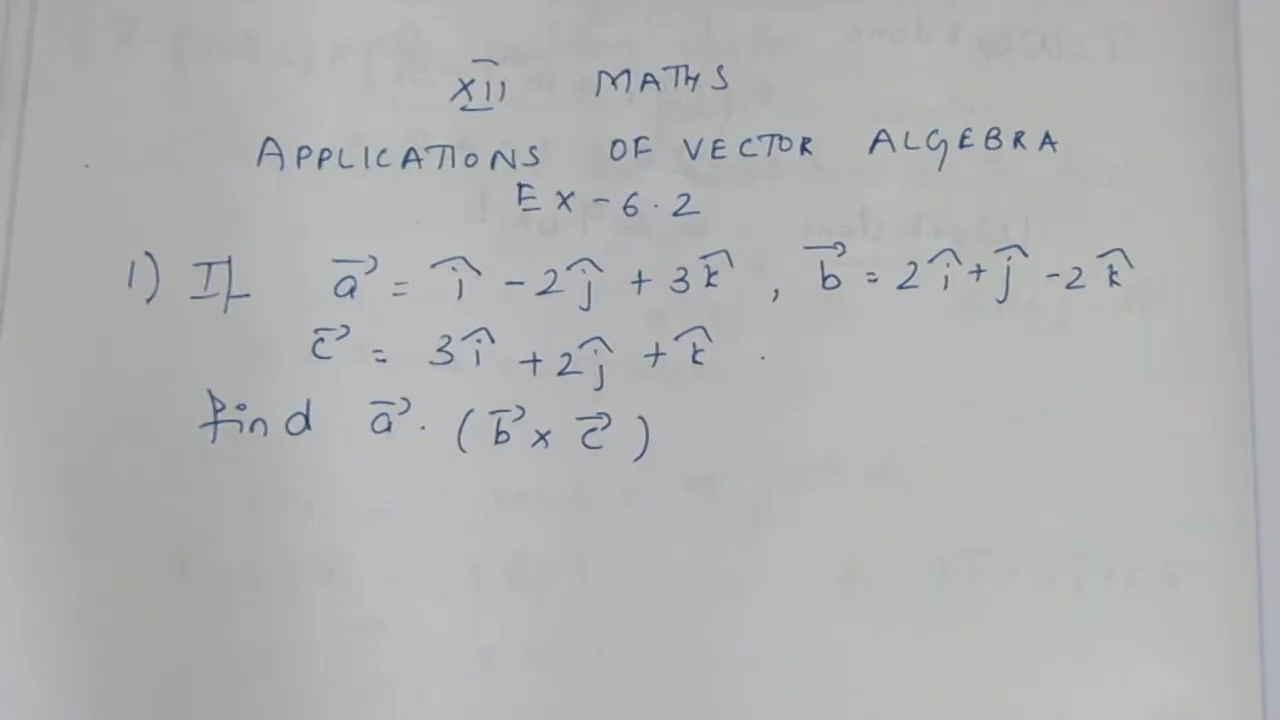 XII MATHS
APPLICATIONS OF VECTOR ALGEBRA
EX-6.2
1) If a⃗ = î - 2ĵ + 3k̂ , b⃗ = 2î + ĵ - 2k̂
c⃗ = 3î + 2ĵ + k̂ .
find a⃗ . ( b⃗ × c⃗ )